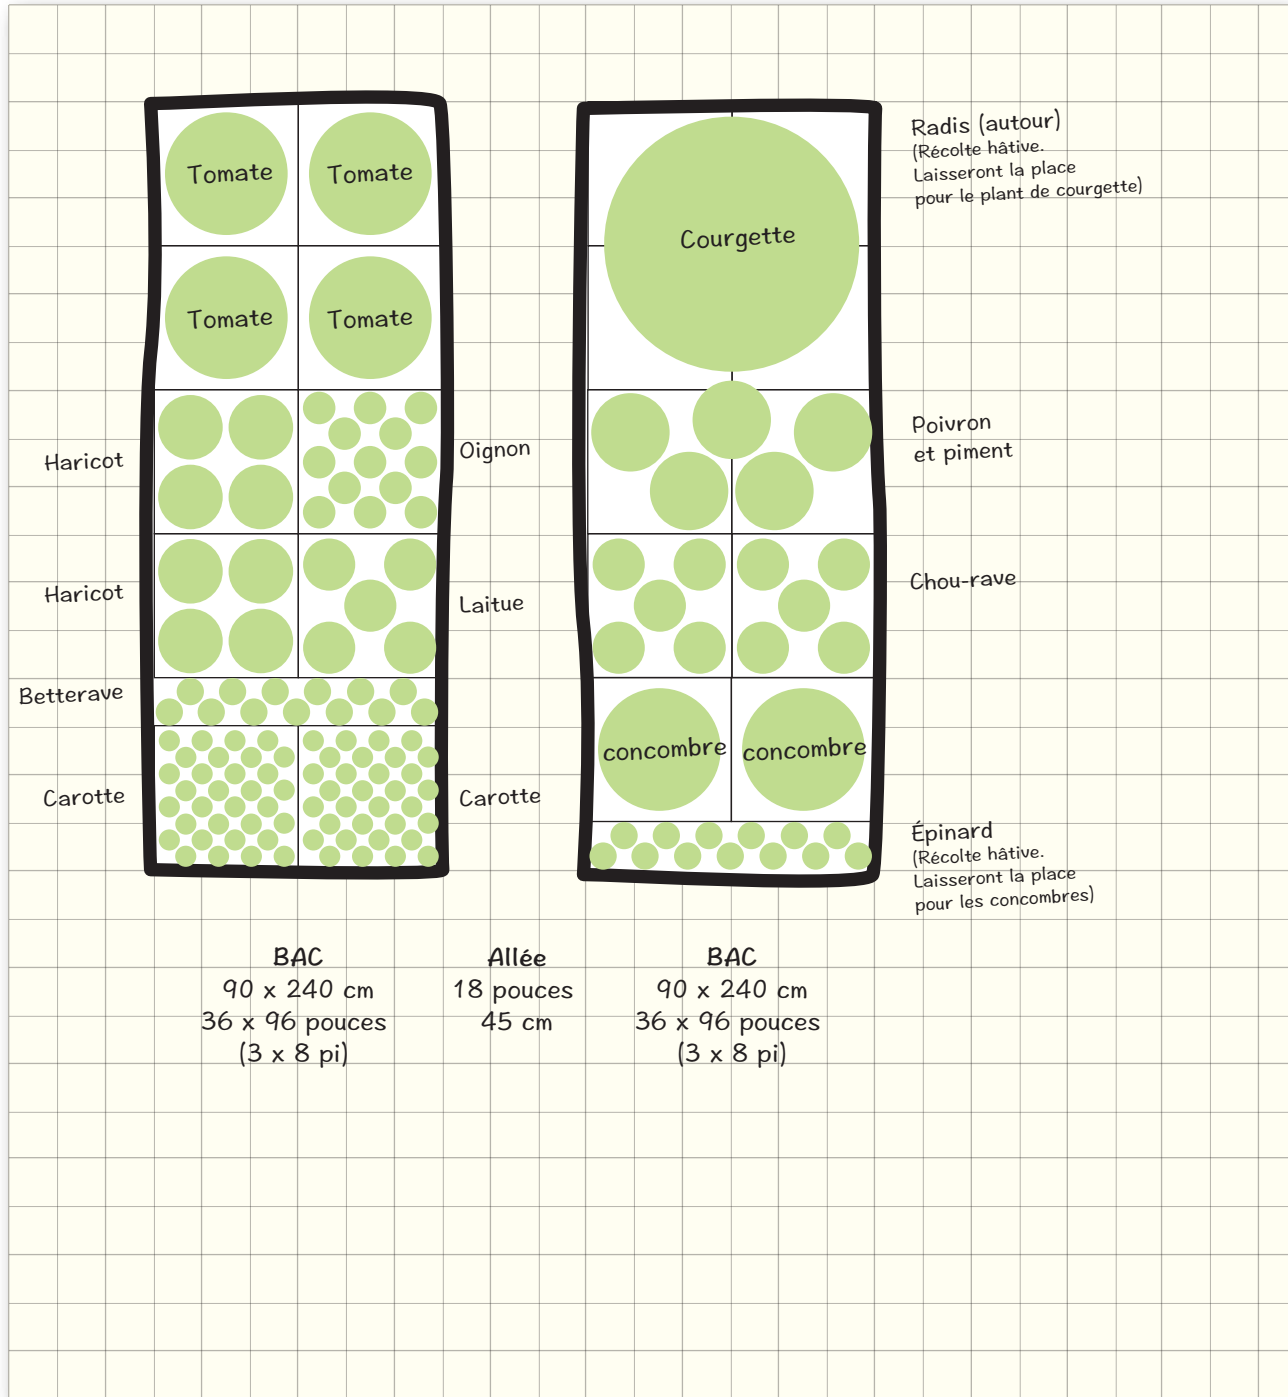 Tomate
Tomate
Tomate
Tomate
Haricot
Oignon
Haricot
Laitue
Betterave
Carotte
Carotte
Courgette
Radis (autour)
(Récolte hâtive.
Laisseront la place
pour le plant de courgette)
Poivron
et piment
Chou-rave
concombre
concombre
Épinard
(Récolte hâtive.
Laisseront la place
pour les concombres)
BAC
90 x 240 cm
36 x 96 pouces
(3 x 8 pi)
Allée
18 pouces
45 cm
BAC
90 x 240 cm
36 x 96 pouces
(3 x 8 pi)